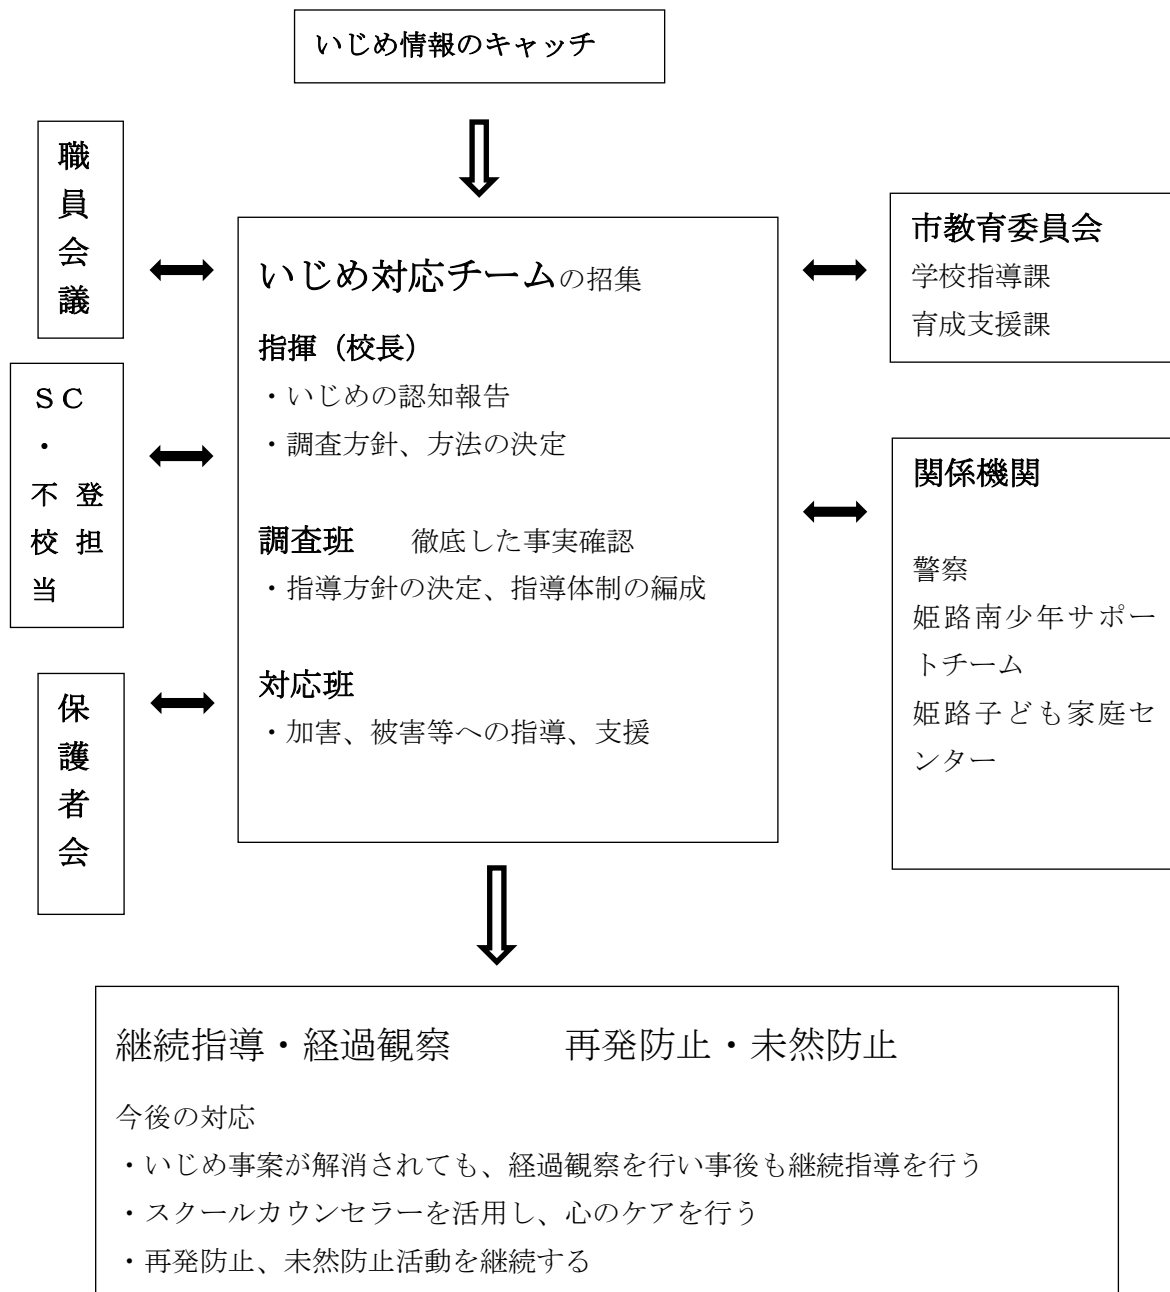 いじめ情報のキャッチ
職
員
会
議
SC
・
不登
校担
当
保
護
者
会
いじめ対応チームの招集
指揮（校長）
・いじめの認知報告
・調査方針、方法の決定
調査班　徹底した事実確認
・指導方針の決定、指導体制の編成
対応班
・加害、被害等への指導、支援
市教育委員会
学校指導課
育成支援課
関係機関
警察
姫路南少年サポー
トチーム
姫路子ども家庭セ
ンター
継続指導・経過観察　再発防止・未然防止
今後の対応
・いじめ事案が解消されても、経過観察を行い事後も継続指導を行う
・スクールカウンセラーを活用し、心のケアを行う
・再発防止、未然防止活動を継続する